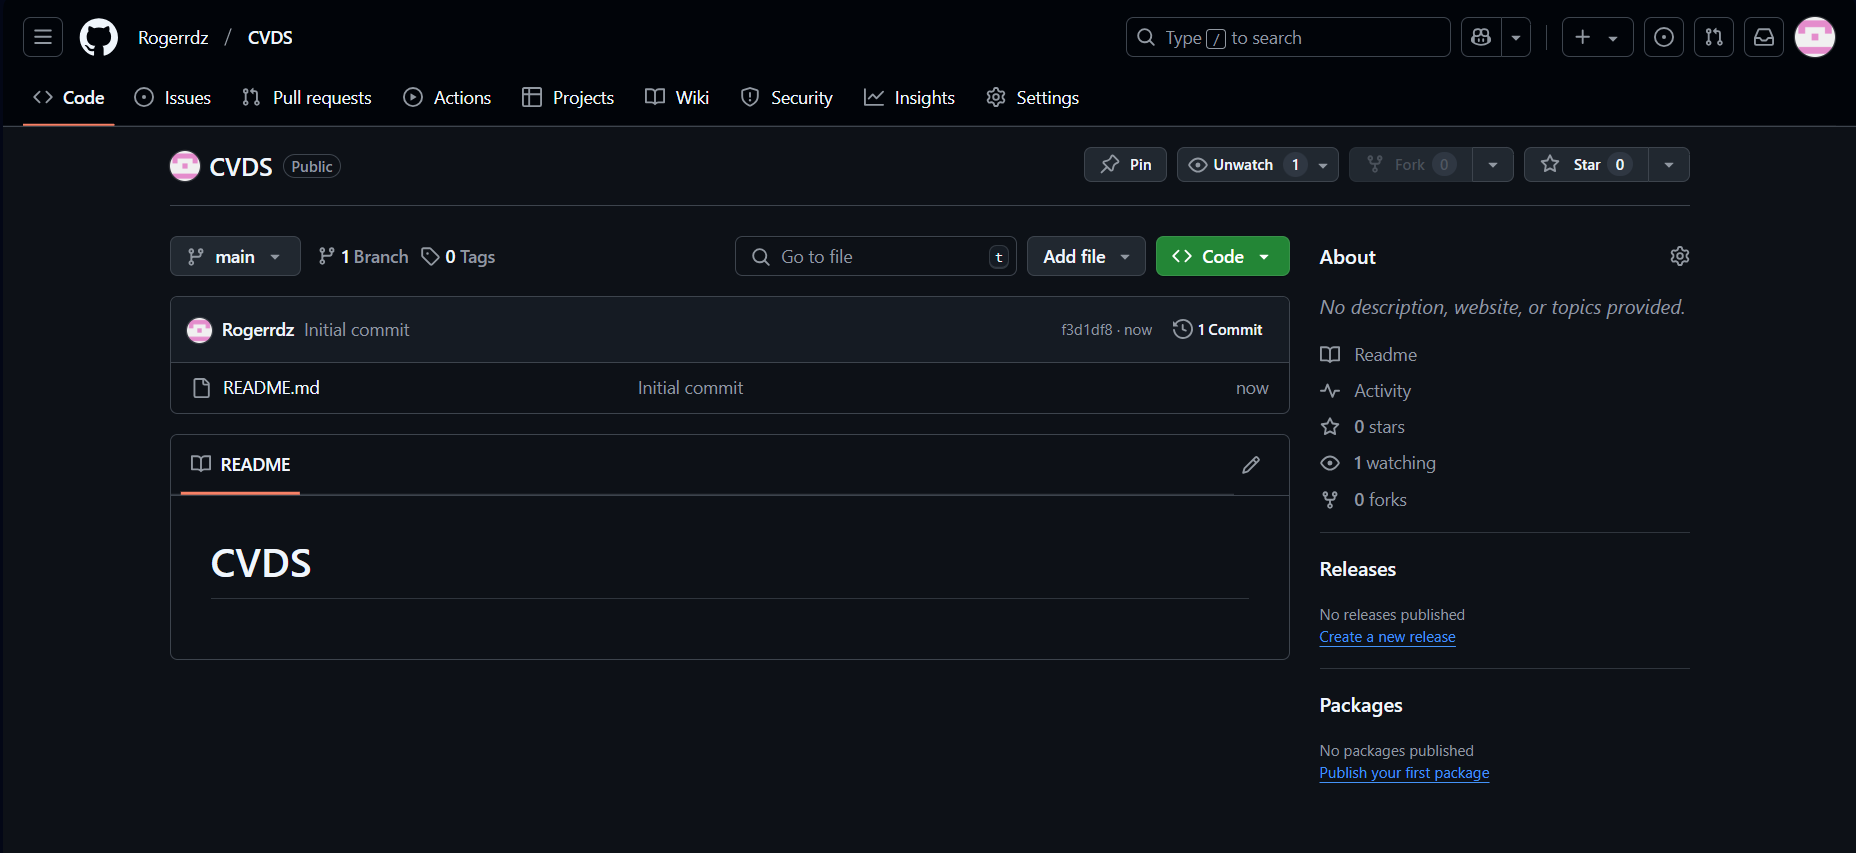 Rogerrdz / CVDS
Type / to search
Code Issues Pull requests Actions Projects Wiki Security Insights Settings
CVDS Public
Pin Unwatch 1 Fork 0 Star 0
main 1 Branch 0 Tags Go to file t Add file Code
Rogerrdz Initial commit f3d1df8 · now 1 Commit
README.md Initial commit now
README
CVDS
About
No description, website, or topics provided.
Readme
Activity
0 stars
1 watching
0 forks
Releases
No releases published
Create a new release
Packages
No packages published
Publish your first package